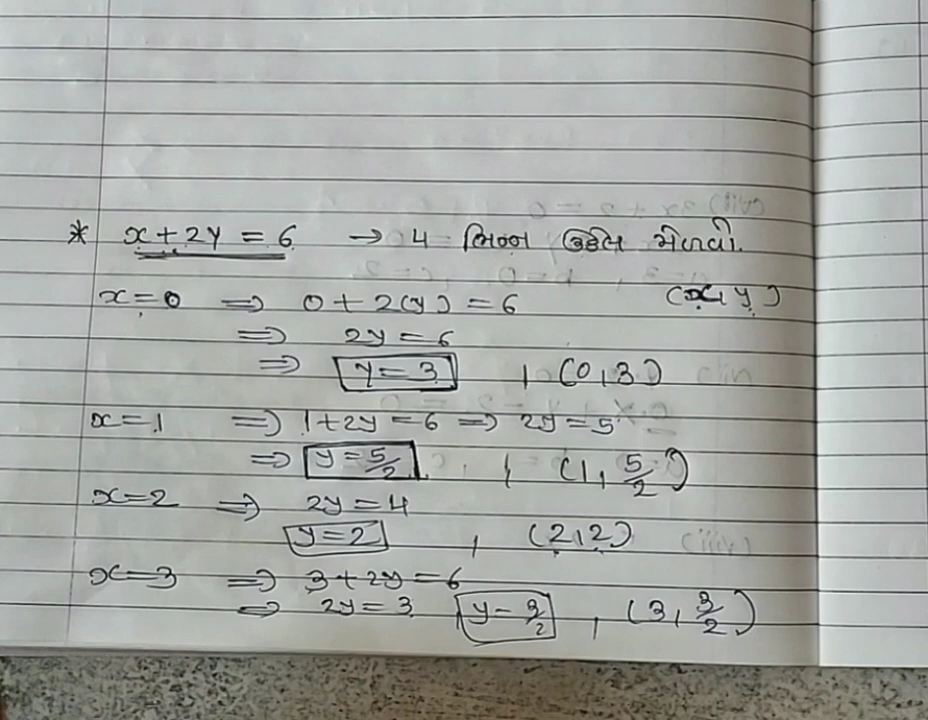 * x + 2y = 6 → 4 ભિન્ન ઉકેલ મેળવો.
x = 0 ⇒ 0 + 2(y) = 6 (x, y)
⇒ 2y = 6
⇒ y = 3 , (0, 3)
x = 1 ⇒ 1 + 2y = 6 ⇒ 2y = 5
⇒ y = 5/2 , (1, 5/2)
x = 2 ⇒ 2y = 4
y = 2 , (2, 2)
x = 3 ⇒ 3 + 2y = 6
⇒ 2y = 3 y = 3/2 , (3, 3/2)